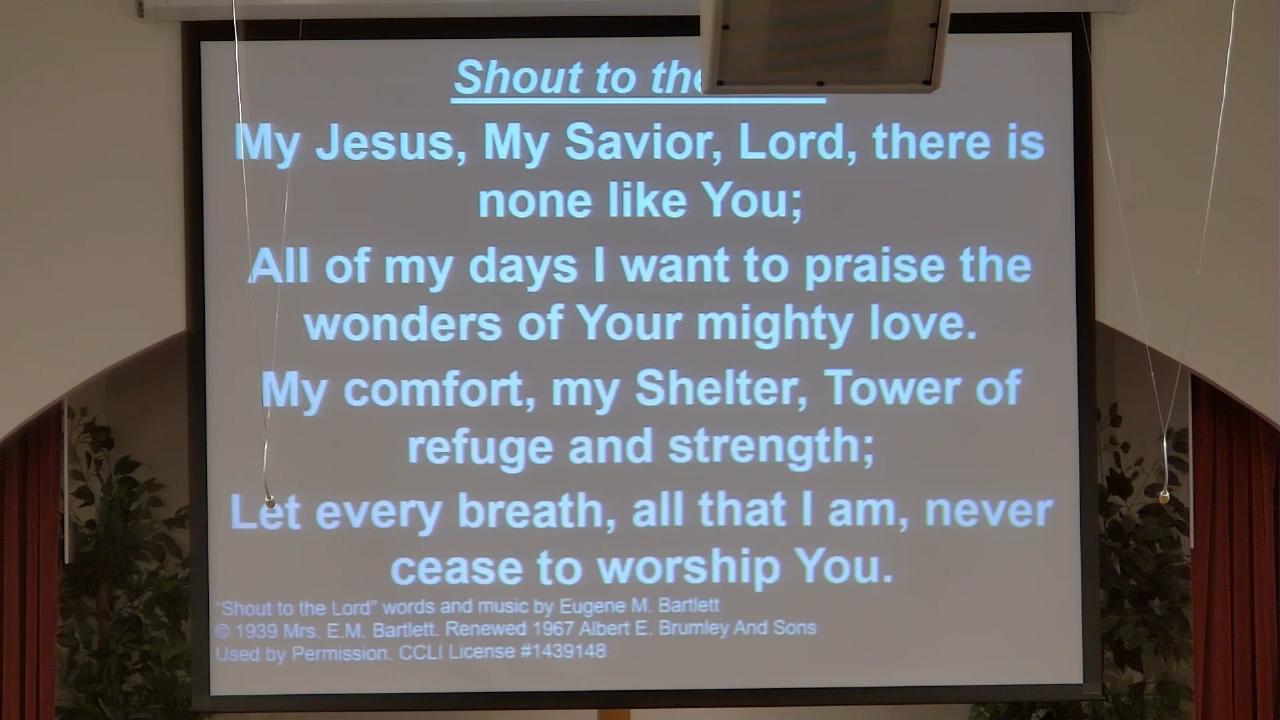 Shout to the
My Jesus, My Savior, Lord, there is
none like You;
All of my days I want to praise the
wonders of Your mighty love.
My comfort, my Shelter, Tower of
refuge and strength;
Let every breath, all that I am, never
cease to worship You.
“Shout to the Lord” words and music by Eugene M. Bartlett
© 1939 Mrs. E.M. Bartlett. Renewed 1967 Albert E. Brumley And Sons
Used by Permission. CCLI License #1439148